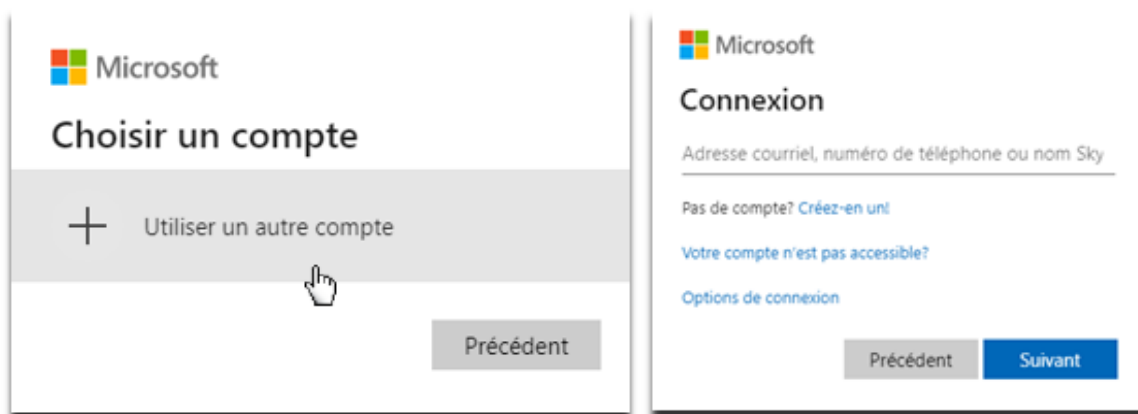 Microsoft
Choisir un compte
Utiliser un autre compte
Précédent
Microsoft
Connexion
Adresse courriel, numéro de téléphone ou nom Sky
Pas de compte? Créez-en un!
Votre compte n'est pas accessible?
Options de connexion
Précédent
Suivant